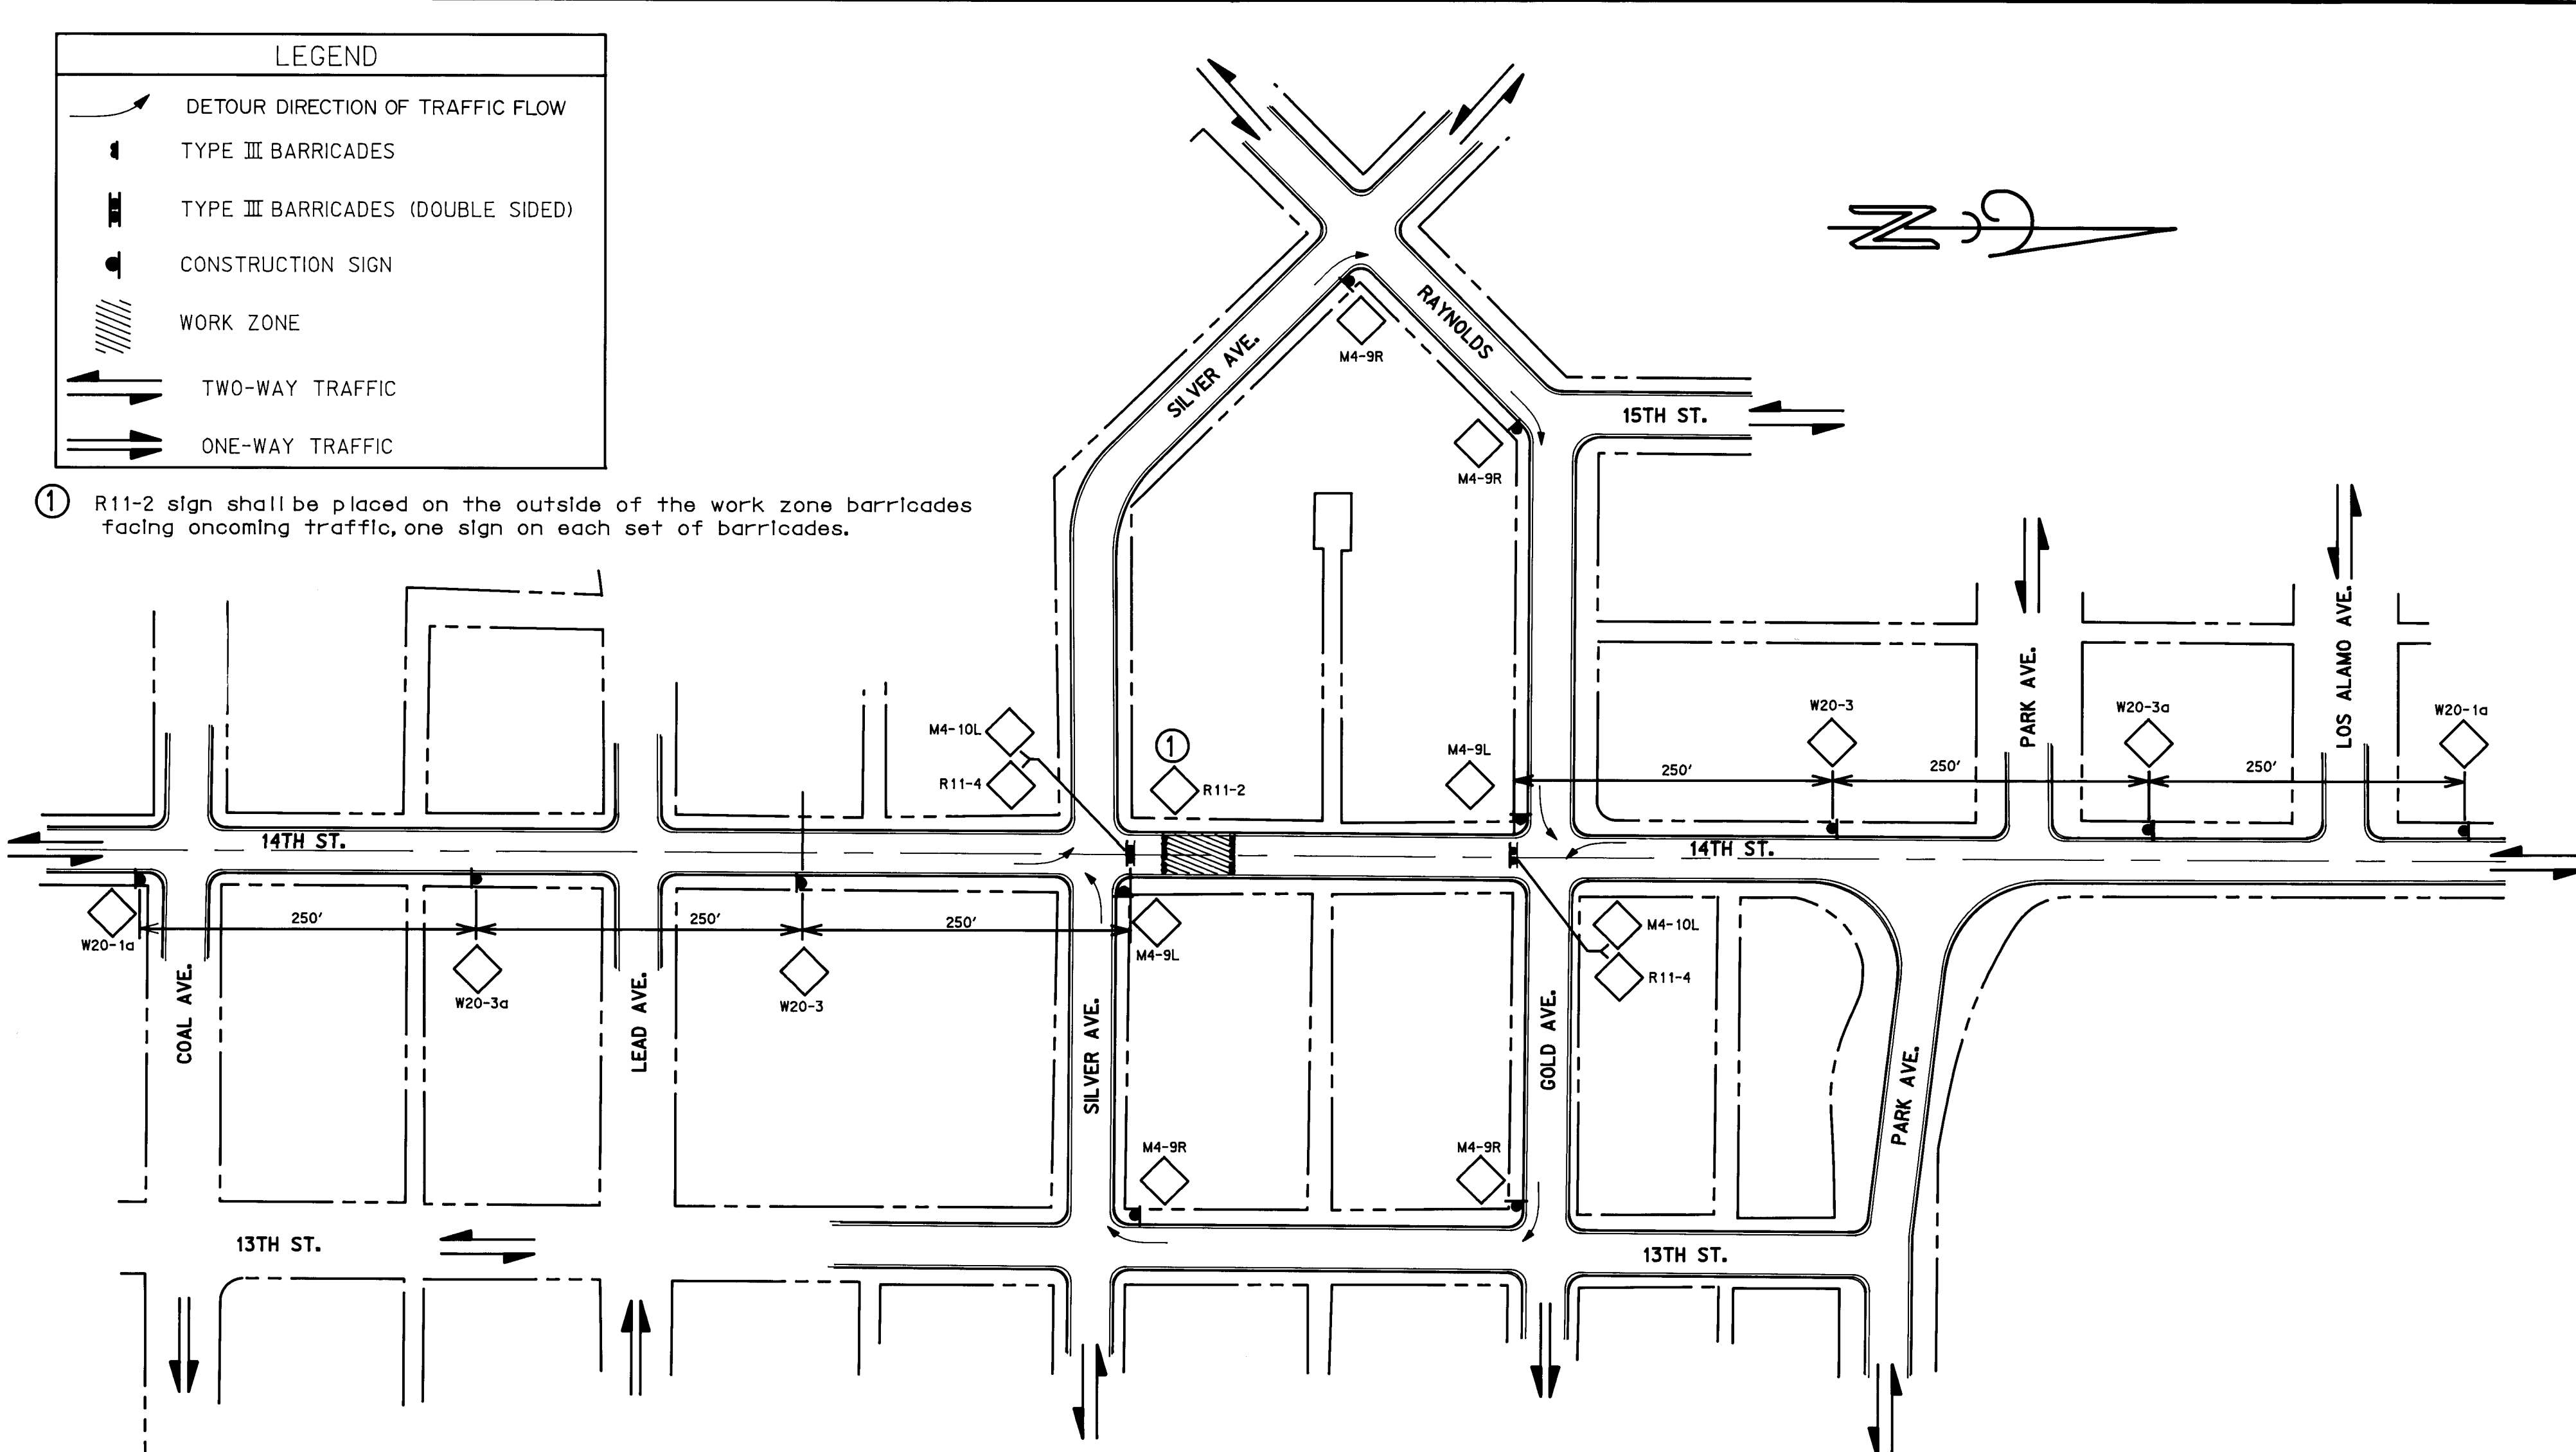 LEGEND
DETOUR DIRECTION OF TRAFFIC FLOW
TYPE III BARRICADES
TYPE III BARRICADES (DOUBLE SIDED)
CONSTRUCTION SIGN
WORK ZONE
TWO-WAY TRAFFIC
ONE-WAY TRAFFIC
1 R11-2 sign shall be placed on the outside of the work zone barricades
facing oncoming traffic, one sign on each set of barricades.
N
SILVER AVE.
RAYNOLDS
M4-9R
M4-9R
15TH ST.
M4-10L
R11-4
1
R11-2
M4-9L
W20-3
PARK AVE.
W20-3a
LOS ALAMO AVE.
W20-1a
250'
250'
250'
14TH ST.
14TH ST.
W20-1a
250'
W20-3a
250'
W20-3
250'
M4-9L
M4-10L
R11-4
COAL AVE.
LEAD AVE.
SILVER AVE.
GOLD AVE.
PARK AVE.
M4-9R
M4-9R
13TH ST.
13TH ST.